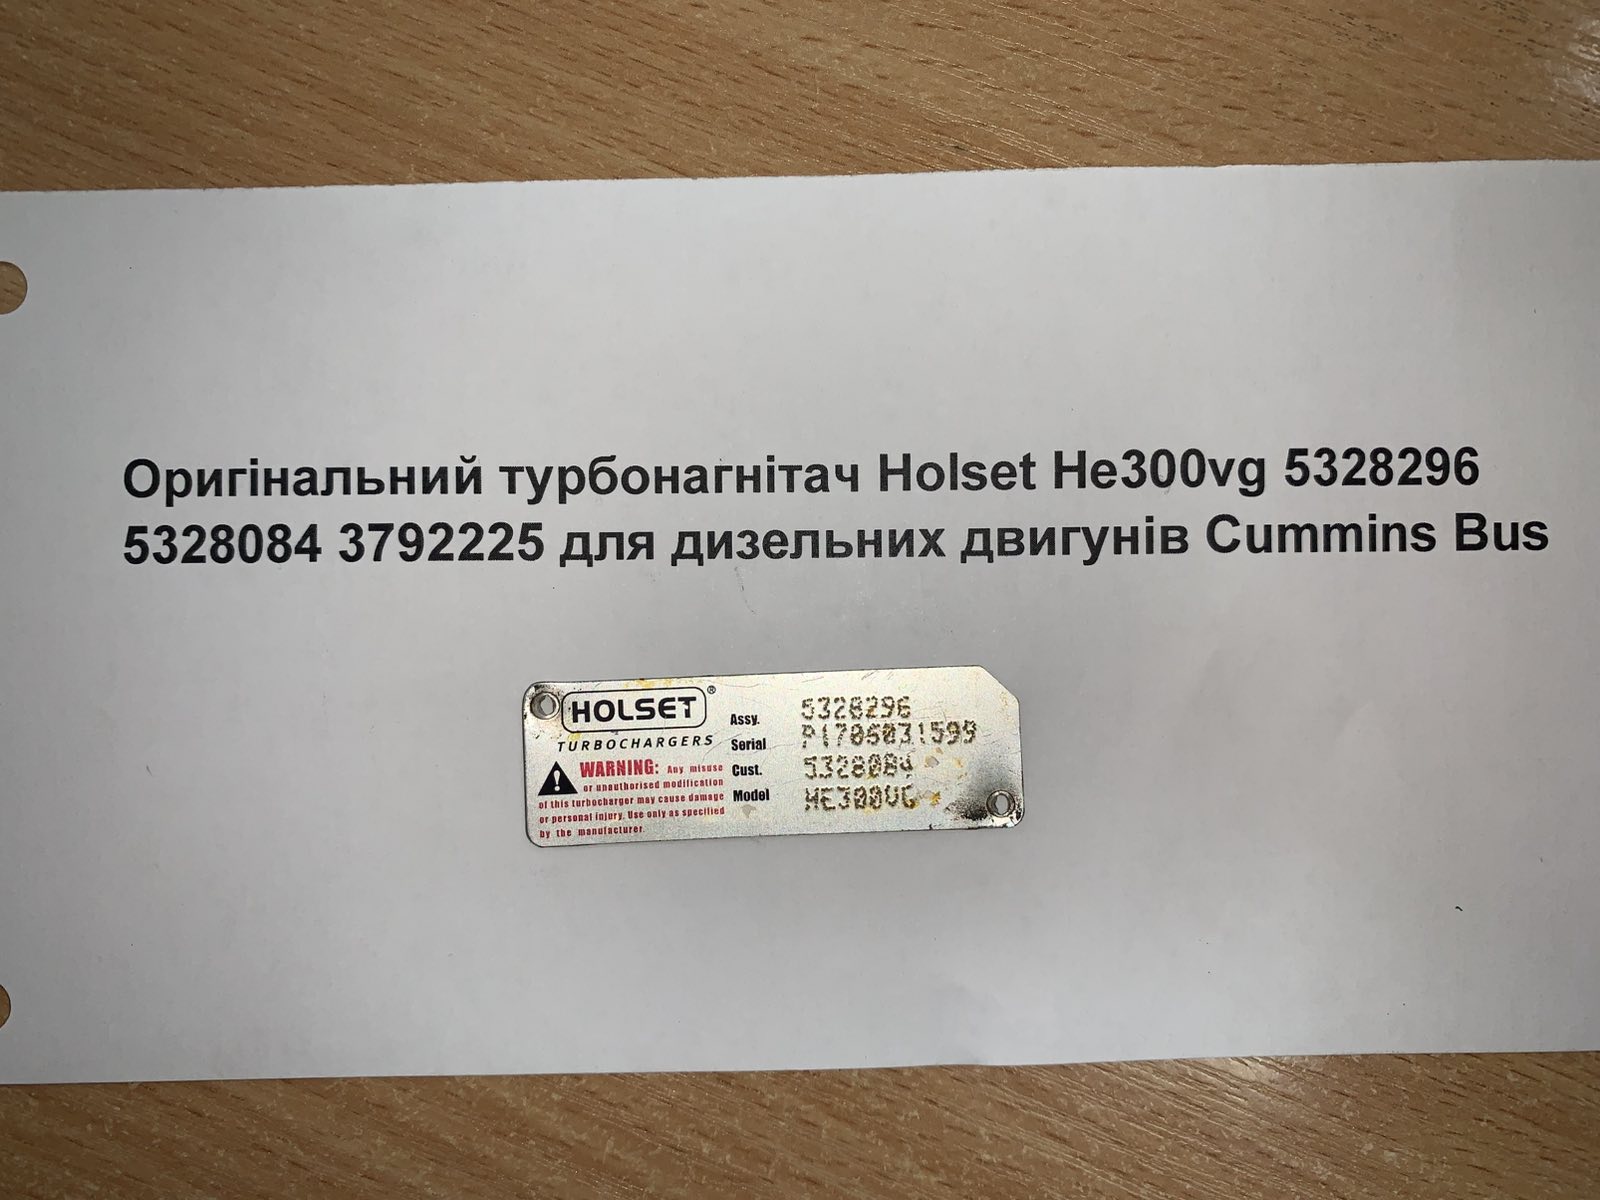 Оригінальний турбонагнітач Holset He300vg 5328296
5328084 3792225 для дизельних двигунів Cummins Bus
HOLSET®
TURBOCHARGERS
WARNING: Any misuse
or unauthorised modification
of this turbocharger may cause damage
or personal injury. Use only as specified
by the manufacturer.
Assy. 5328296
Serial P1706031599
Cust. 5328084
Model HE300VG